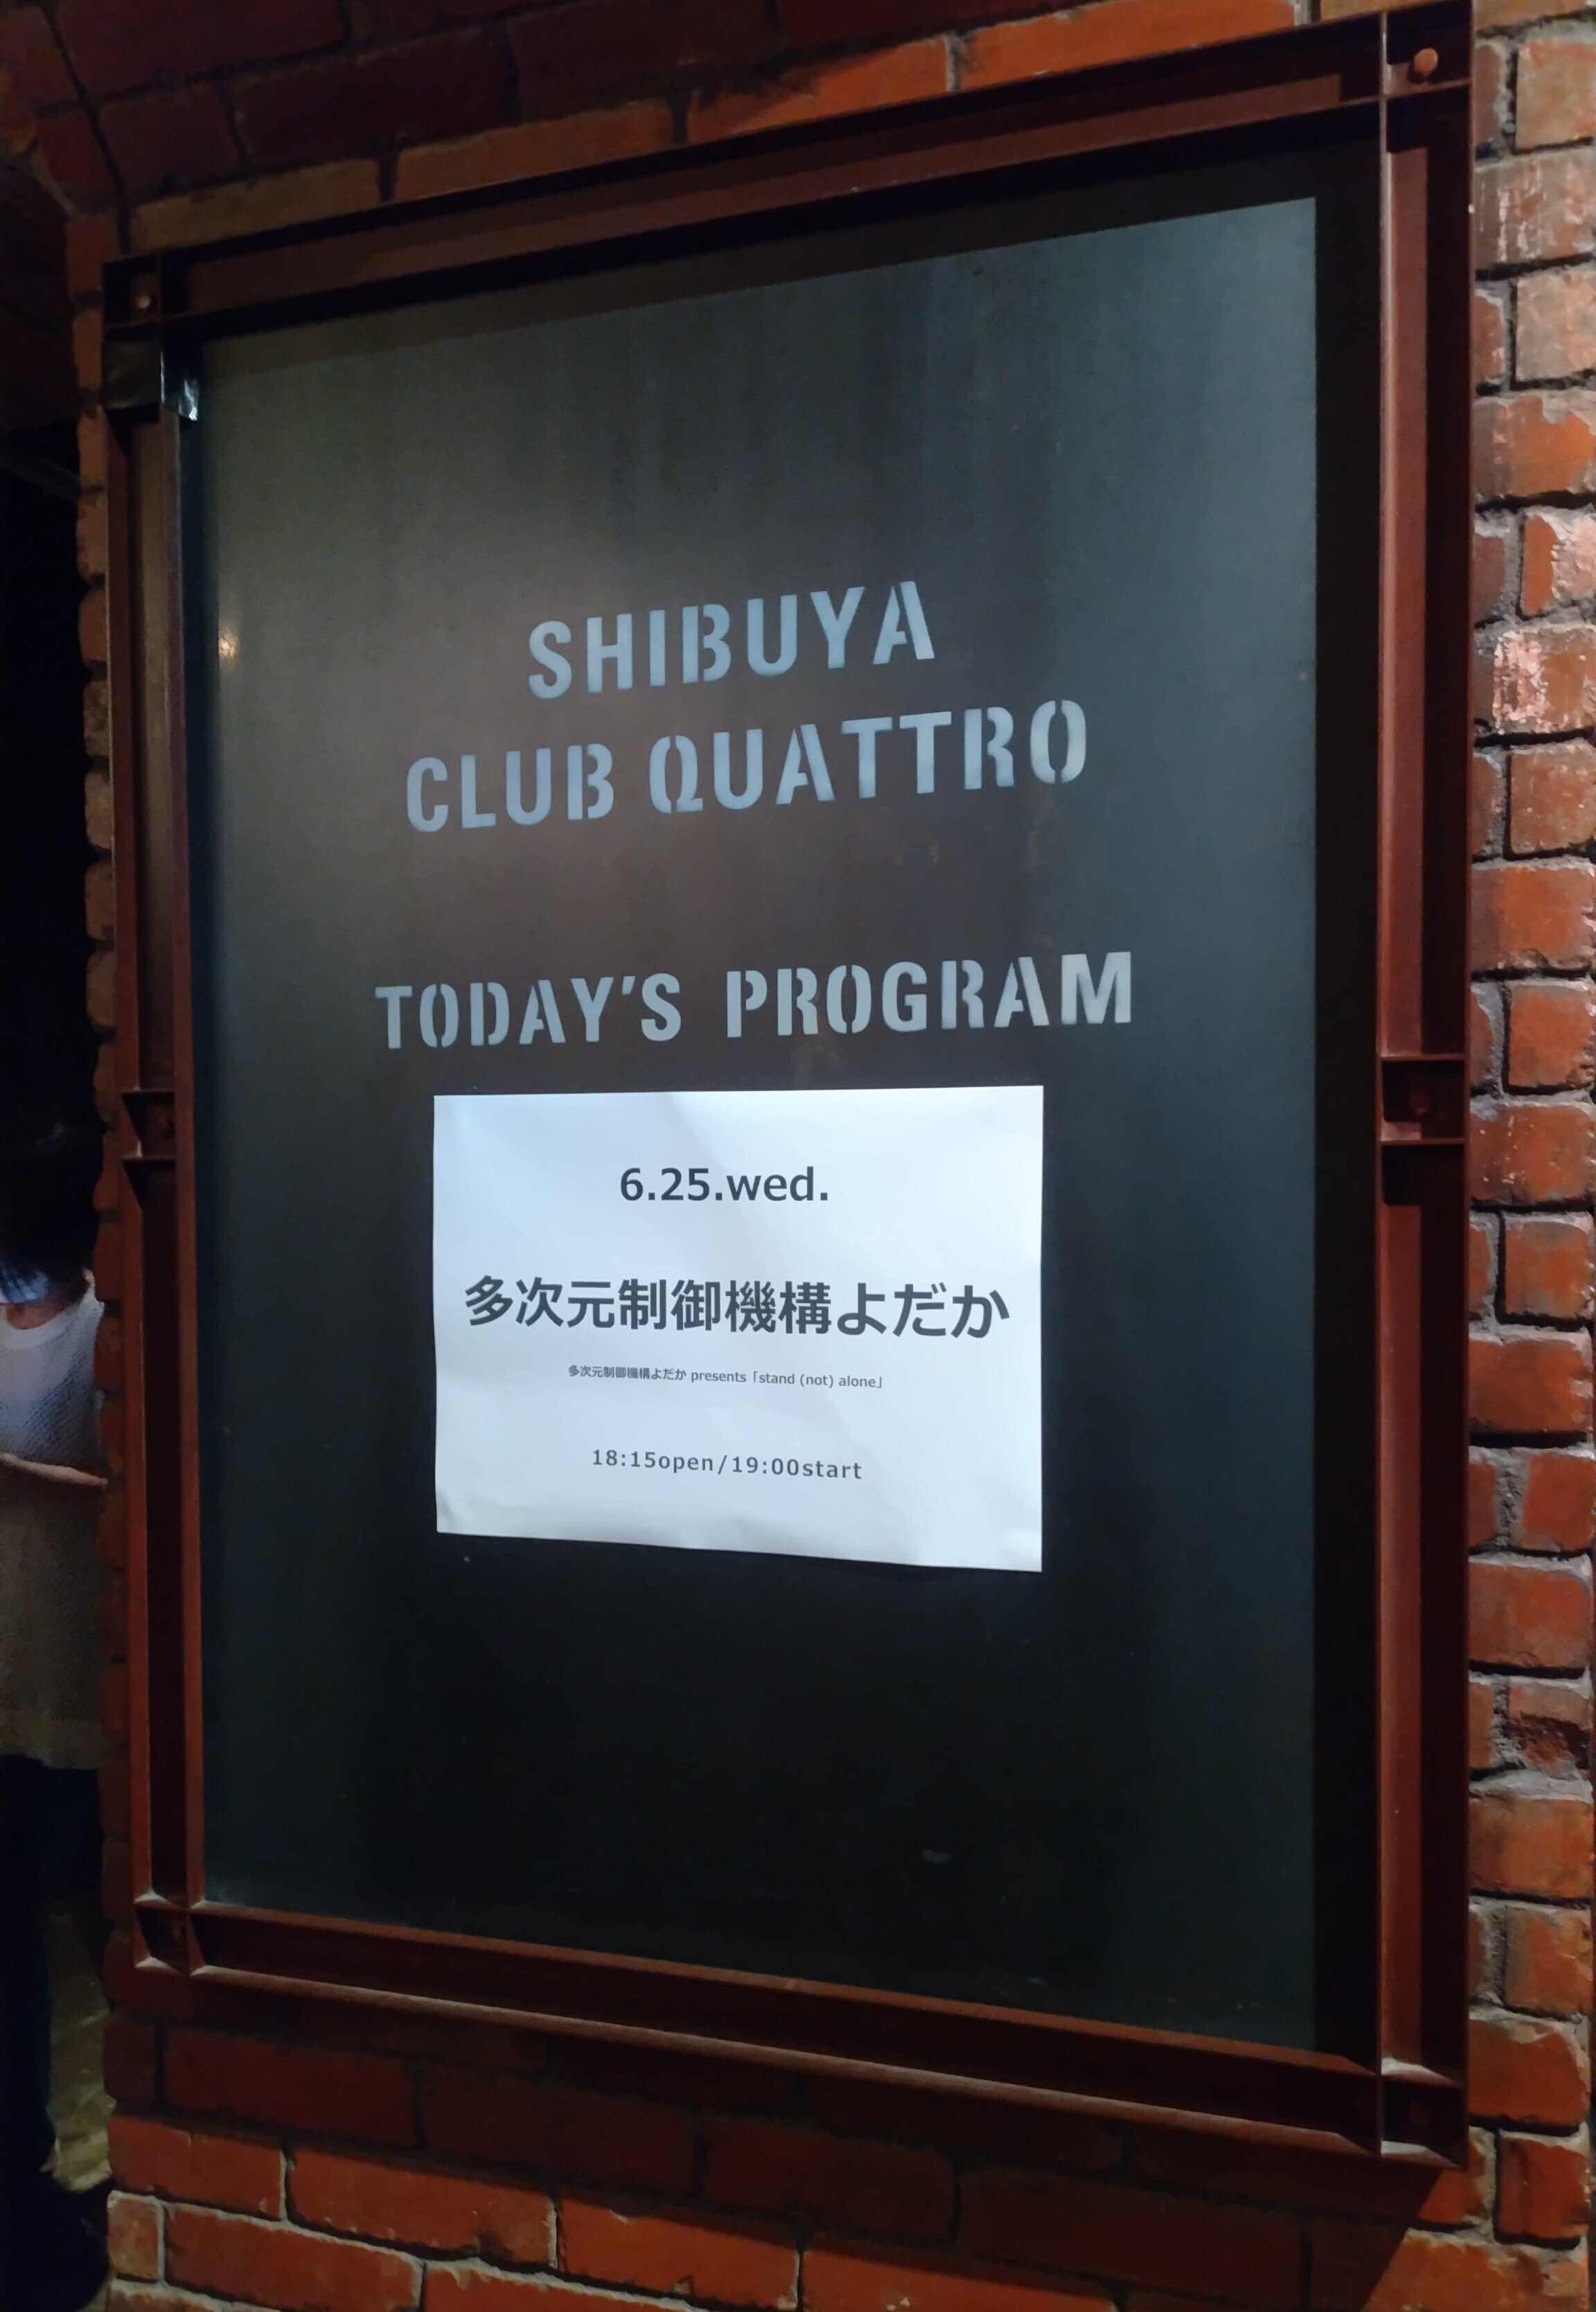 SHIBUYA
CLUB QUATTRO
TODAY'S PROGRAM
6.25.wed.
多次元制御機構よだか
多次元制御機構よだか presents「stand (not) alone」
18:15open/19:00start